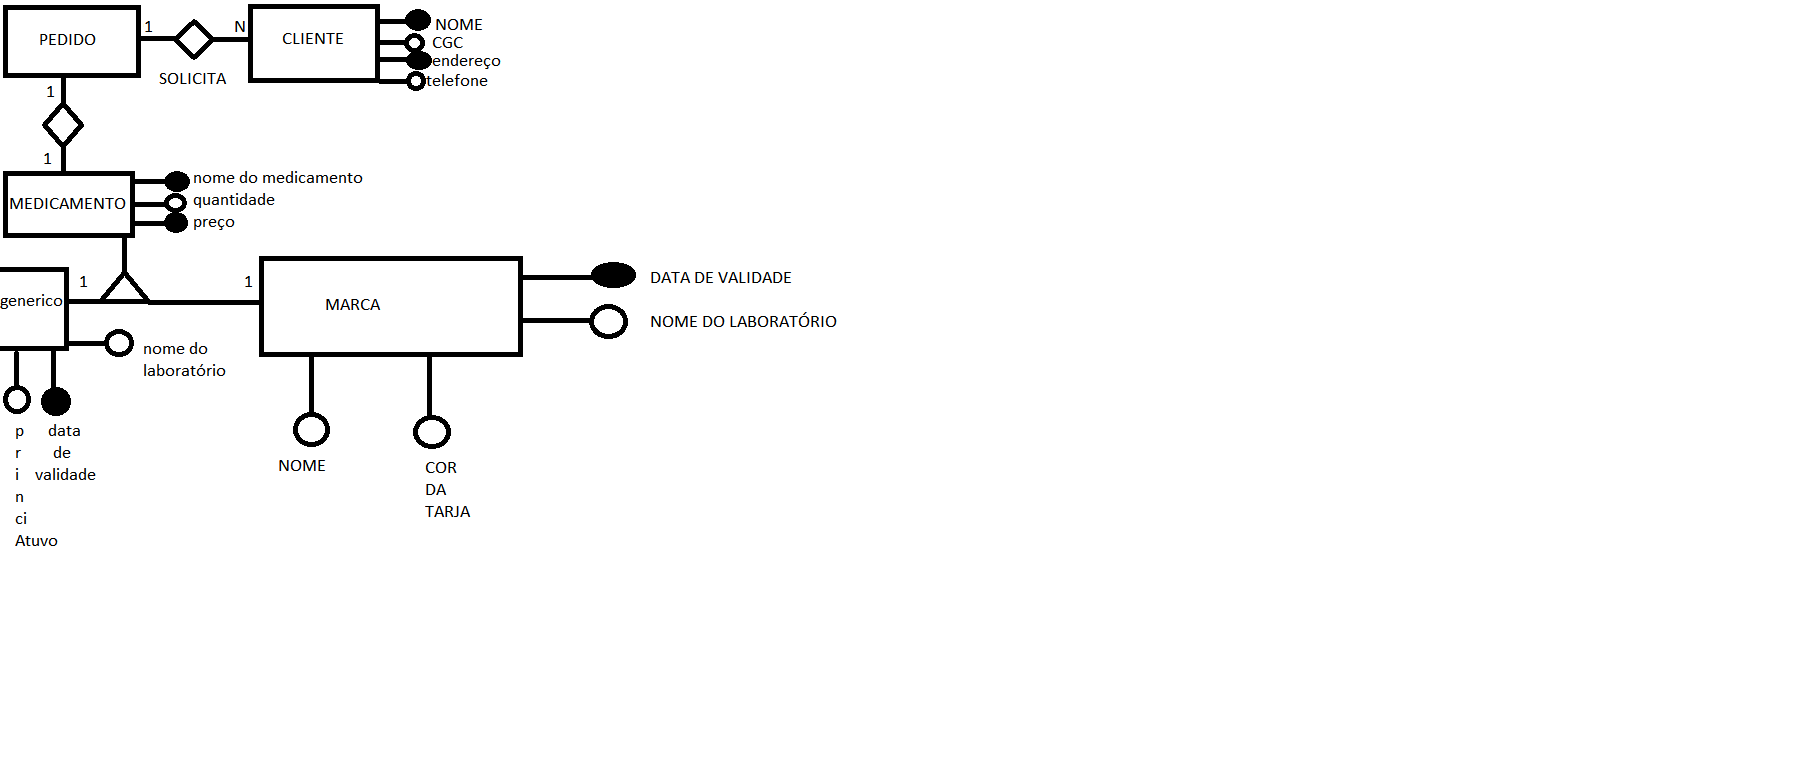 PEDIDO
1
N
SOLICITA
CLIENTE
NOME
CGC
endereço
telefone
1
1
MEDICAMENTO
nome do medicamento
quantidade
preço
generico
1
1
MARCA
DATA DE VALIDADE
NOME DO LABORATÓRIO
nome do
laboratório
p
r
i
n
ci
Atuvo
data
de
validade
NOME
COR
DA
TARJA